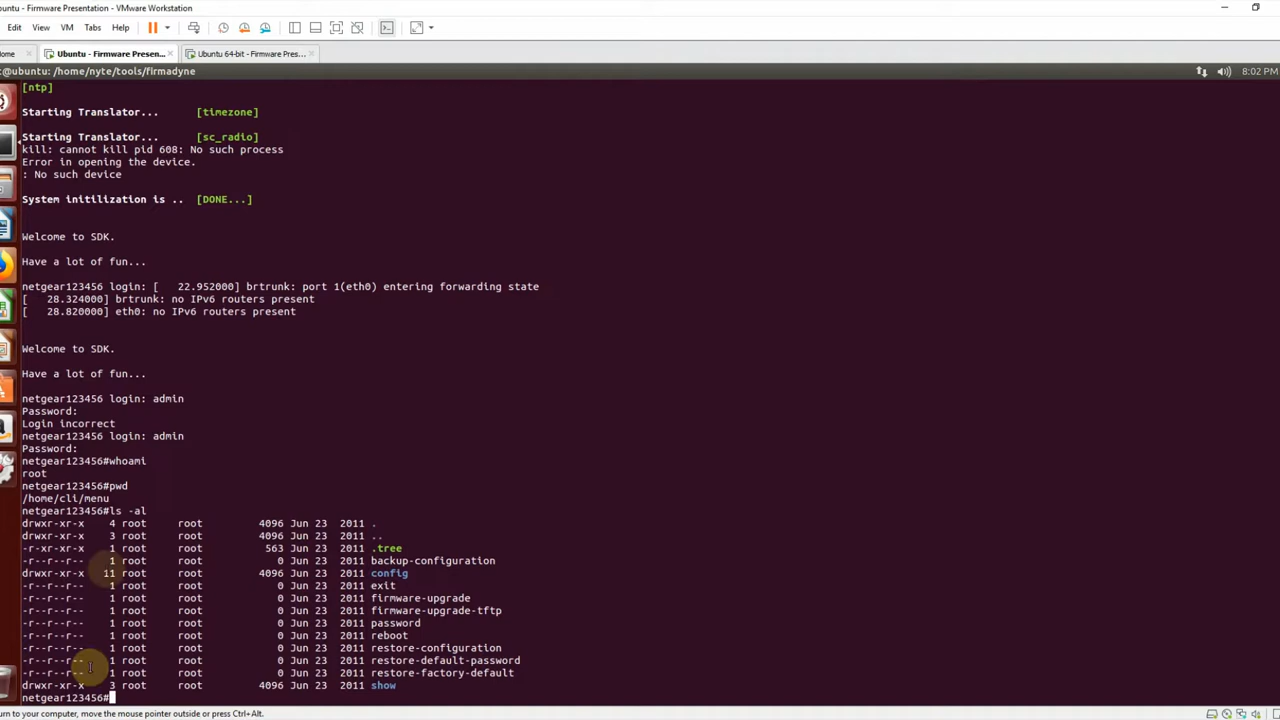 Ubuntu - Firmware Presentation - VMware Workstation
Edit View VM Tabs Help
ome Ubuntu - Firmware Presen... Ubuntu 64-bit - Firmware Pres...
t@ubuntu: /home/nyte/tools/firmadyne 8:02 PM
[ntp]
Starting Translator... [timezone]
Starting Translator... [sc_radio]
kill: cannot kill pid 608: No such process
Error in opening the device.
: No such device
System initilization is .. [DONE...]
Welcome to SDK.
Have a lot of fun...
netgear123456 login: [ 22.952000] brtrunk: port 1(eth0) entering forwarding state
[ 28.324000] brtrunk: no IPv6 routers present
[ 28.820000] eth0: no IPv6 routers present
Welcome to SDK.
Have a lot of fun...
netgear123456 login: admin
Password:
Login incorrect
netgear123456 login: admin
Password:
netgear123456#whoami
root
netgear123456#pwd
/home/cli/menu
netgear123456#ls -al
drwxr-xr-x 4 root root 4096 Jun 23 2011 .
drwxr-xr-x 3 root root 4096 Jun 23 2011 ..
-r-xr-xr-x 1 root root 563 Jun 23 2011 .tree
-r--r--r-- 1 root root 0 Jun 23 2011 backup-configuration
drwxr-xr-x 11 root root 4096 Jun 23 2011 config
-r--r--r-- 1 root root 0 Jun 23 2011 exit
-r--r--r-- 1 root root 0 Jun 23 2011 firmware-upgrade
-r--r--r-- 1 root root 0 Jun 23 2011 firmware-upgrade-tftp
-r--r--r-- 1 root root 0 Jun 23 2011 password
-r--r--r-- 1 root root 0 Jun 23 2011 reboot
-r--r--r-- 1 root root 0 Jun 23 2011 restore-configuration
-r--r--r-- 1 root root 0 Jun 23 2011 restore-default-password
-r--r--r-- 1 root root 0 Jun 23 2011 restore-factory-default
drwxr-xr-x 3 root root 4096 Jun 23 2011 show
netgear123456#
urn to your computer, move the mouse pointer outside or press Ctrl+Alt.